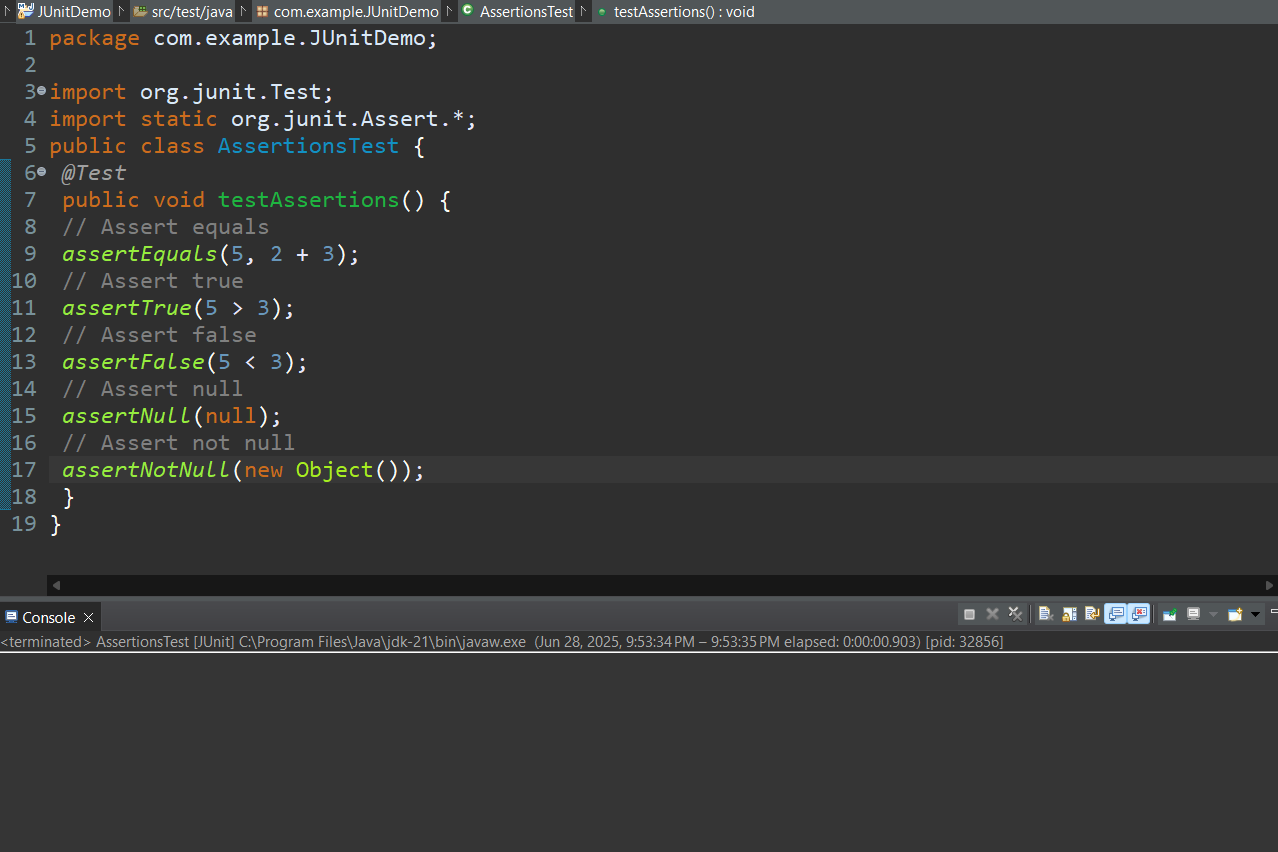 JUnitDemo src/test/java com.example.JUnitDemo AssertionsTest testAssertions() : void
1 package com.example.JUnitDemo;
2
3 import org.junit.Test;
4 import static org.junit.Assert.*;
5 public class AssertionsTest {
6 @Test
7 public void testAssertions() {
8 // Assert equals
9 assertEquals(5, 2 + 3);
10 // Assert true
11 assertTrue(5 > 3);
12 // Assert false
13 assertFalse(5 < 3);
14 // Assert null
15 assertNull(null);
16 // Assert not null
17 assertNotNull(new Object());
18 }
19 }
Console
<terminated> AssertionsTest [JUnit] C:\Program Files\Java\jdk-21\bin\javaw.exe (Jun 28, 2025, 9:53:34 PM – 9:53:35 PM elapsed: 0:00:00.903) [pid: 32856]